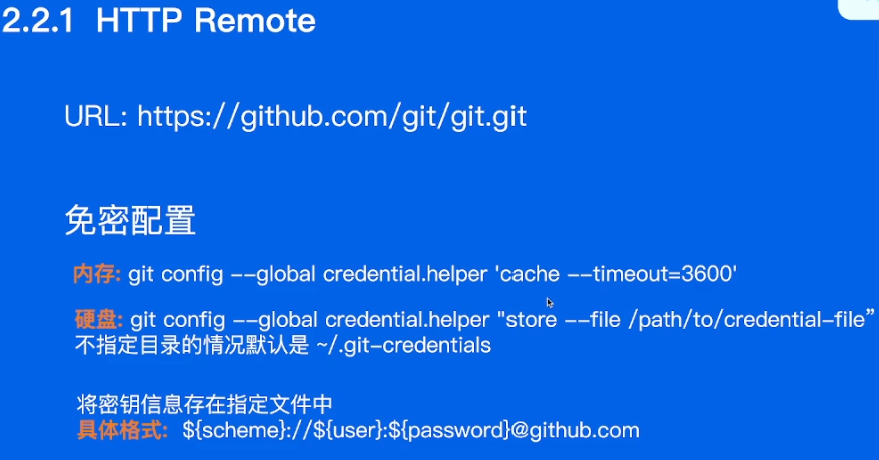 2.2.1 HTTP Remote
URL: https://github.com/git/git.git
免密配置
内存: git config --global credential.helper 'cache --timeout=3600'
硬盘: git config --global credential.helper "store --file /path/to/credential-file”
不指定目录的情况默认是 ~/.git-credentials
将密钥信息存在指定文件中
具体格式: ${scheme}://${user}:${password}@github.com